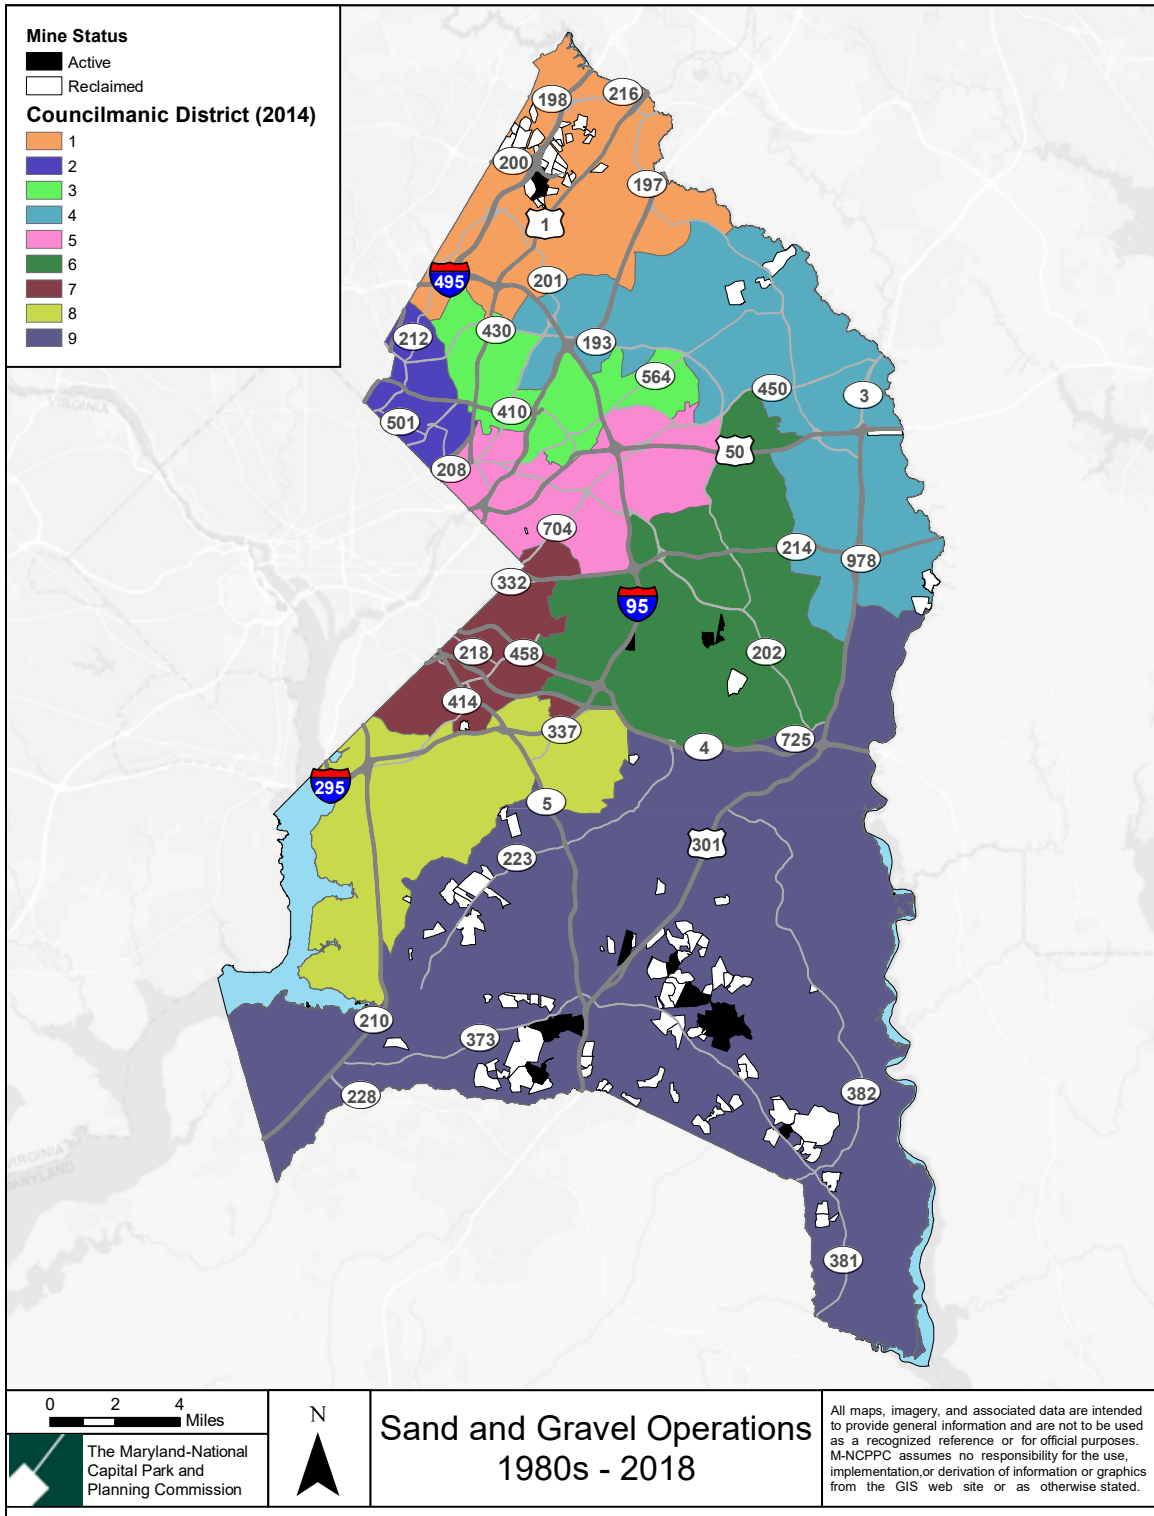 Mine Status
Active
Reclaimed
Councilmanic District (2014)
1
2
3
4
5
6
7
8
9
198
216
200
197
1
495
201
212
430
193
564
450
3
501
410
50
208
704
214
978
332
95
218
458
202
414
337
4
725
295
5
301
223
210
373
228
382
381
VIRGINIA
VIRGINIA
MARYLAND
0 2 4
Miles
The Maryland-National
Capital Park and
Planning Commission
N
Sand and Gravel Operations
1980s - 2018
All maps, imagery, and associated data are intended
to provide general information and are not to be used
as a recognized reference or for official purposes.
M-NCPPC assumes no responsibility for the use,
implementation,or derivation of information or graphics
from the GIS web site or as otherwise stated.